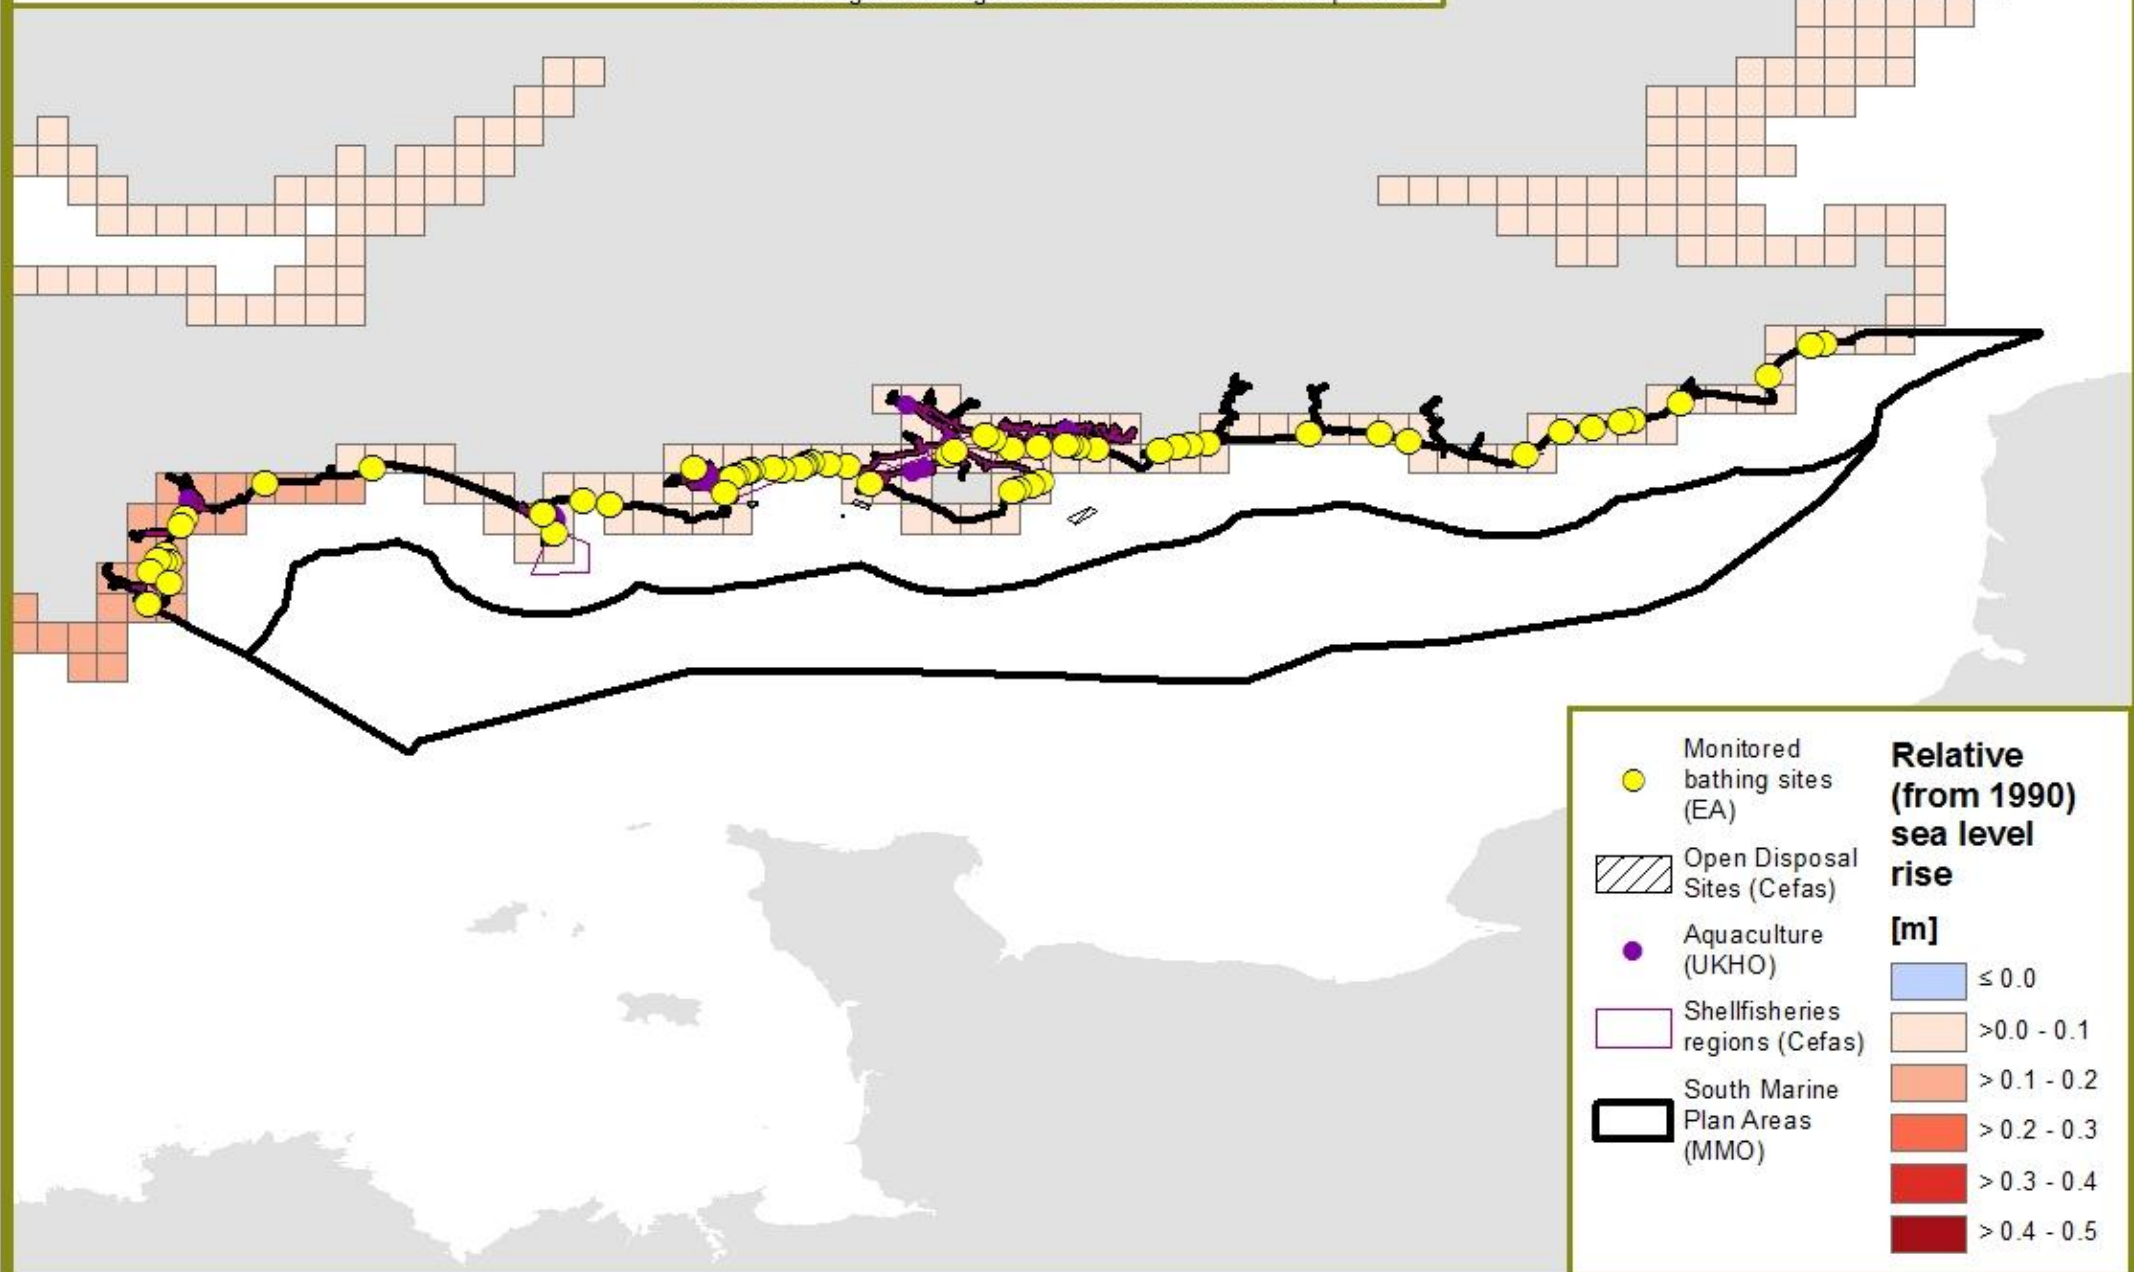 Monitored
bathing sites
(EA)
Open Disposal
Sites (Cefas)
Aquaculture
(UKHO)
Shellfisheries
regions (Cefas)
South Marine
Plan Areas
(MMO)
Relative
(from 1990)
sea level
rise
[m]
≤ 0.0
>0.0 - 0.1
> 0.1 - 0.2
> 0.2 - 0.3
> 0.3 - 0.4
> 0.4 - 0.5